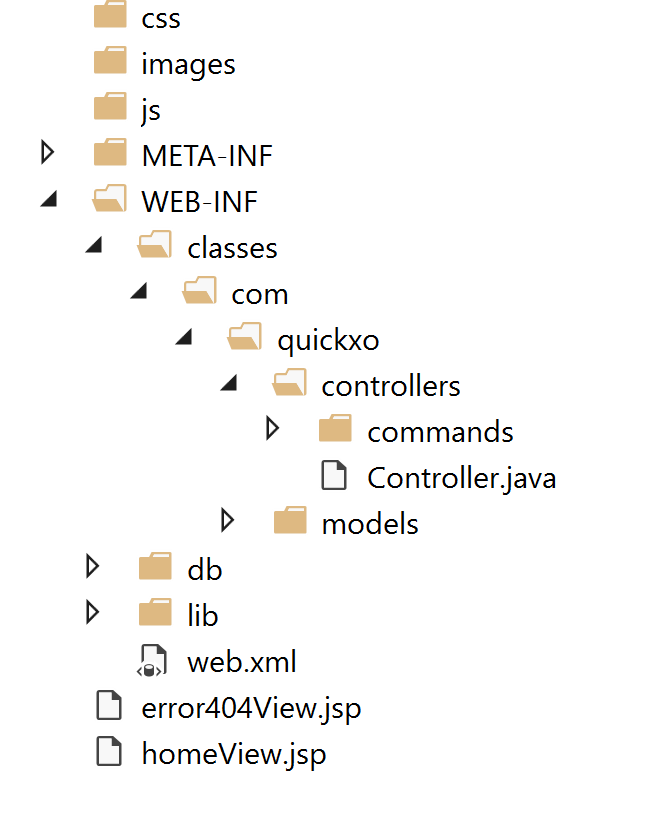 css
images
js
META-INF
WEB-INF
classes
com
quickxo
controllers
commands
Controller.java
models
db
lib
web.xml
error404View.jsp
homeView.jsp